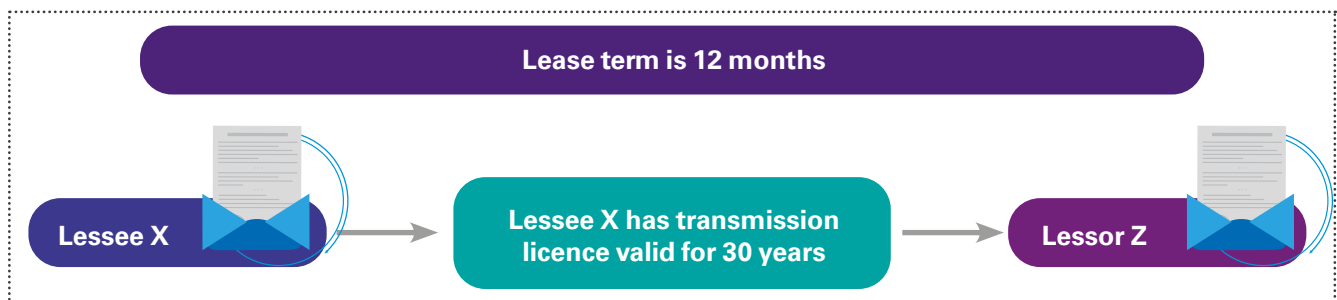 Lease term is 12 months
Lessee X
Lessee X has transmission
licence valid for 30 years
Lessor Z